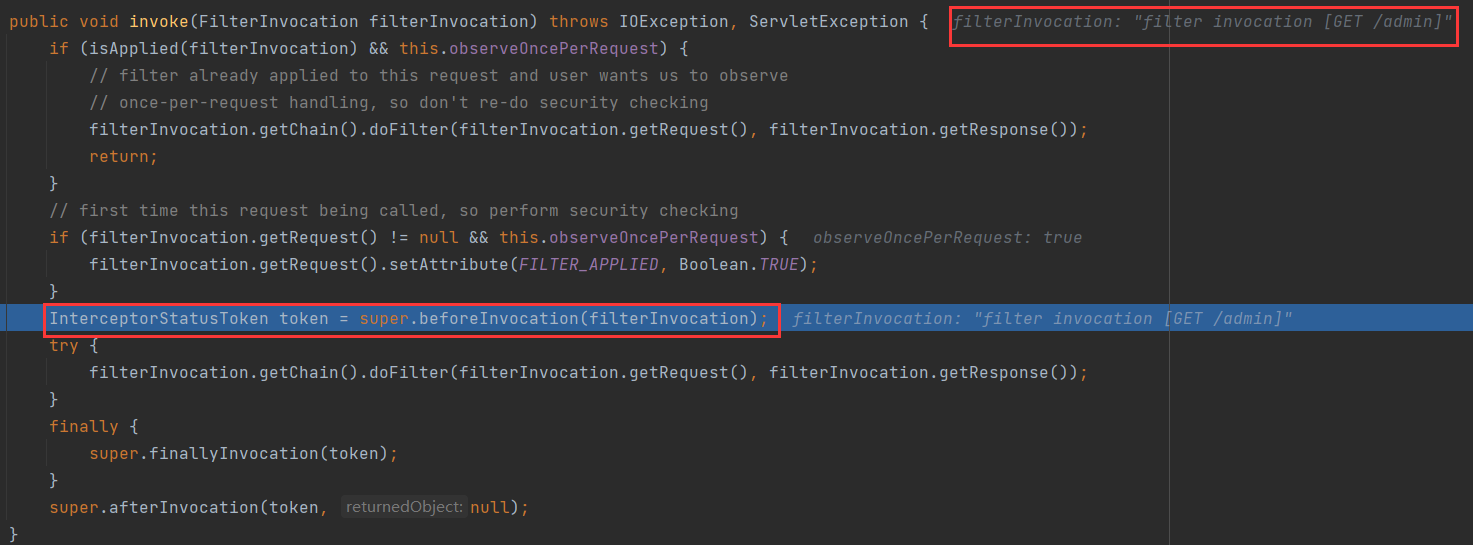 public void invoke(FilterInvocation filterInvocation) throws IOException, ServletException {  filterInvocation: "filter invocation [GET /admin]"
    if (isApplied(filterInvocation) && this.observeOncePerRequest) {
        // filter already applied to this request and user wants us to observe
        // once-per-request handling, so don't re-do security checking
        filterInvocation.getChain().doFilter(filterInvocation.getRequest(), filterInvocation.getResponse());
        return;
    }
    // first time this request being called, so perform security checking
    if (filterInvocation.getRequest() != null && this.observeOncePerRequest) {  observeOncePerRequest: true
        filterInvocation.getRequest().setAttribute(FILTER_APPLIED, Boolean.TRUE);
    }
    InterceptorStatusToken token = super.beforeInvocation(filterInvocation);  filterInvocation: "filter invocation [GET /admin]"
    try {
        filterInvocation.getChain().doFilter(filterInvocation.getRequest(), filterInvocation.getResponse());
    }
    finally {
        super.finallyInvocation(token);
    }
    super.afterInvocation(token, returnedObject: null);
}